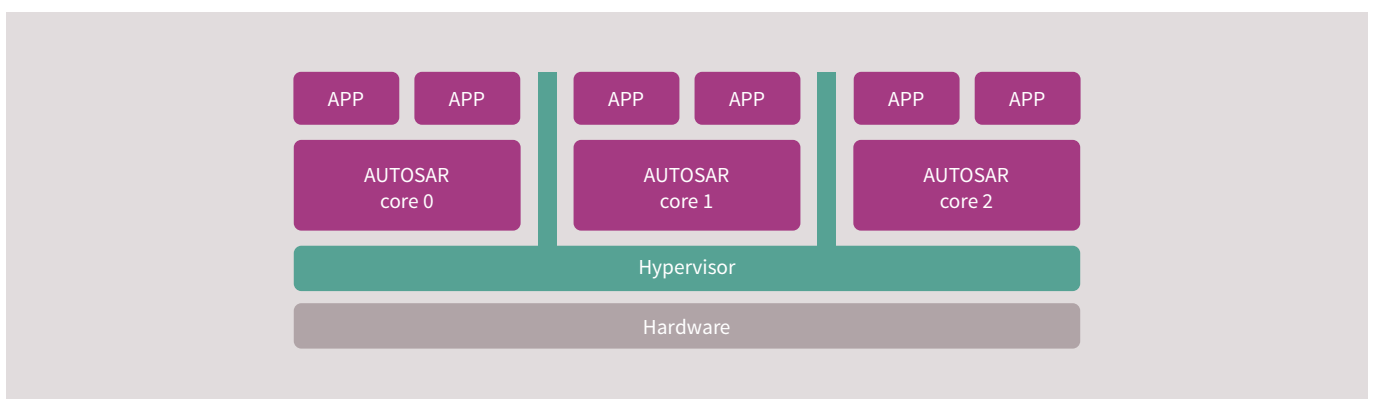 APP
APP
APP
APP
APP
APP
AUTOSAR
core 0
AUTOSAR
core 1
AUTOSAR
core 2
Hypervisor
Hardware